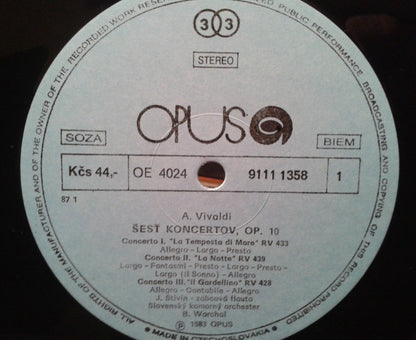 ALL RIGHTS OF THE MANUFACTURER AND OF THE OWNER OF THE RECORDED WORK RESERVED PUBLIC PERFORMANCE, BROADCASTING AND COPYING OF THIS RECORD PROHIBITED
33
STEREO
OPUS
SOZA
BIEM
Kčs 44,-
OE 4024
9111 1358
1
87 1
A. Vivaldi
ŠESŤ KONCERTOV, OP. 10
Concerto I. "La Tempesta di Mare" RV 433
Allegro - Largo - Presto
Concerto II. "La Notte" RV 439
Largo - Fantasmi - Presto - Largo - Presto -
Largo (Il Sonno) - Allegro
Concerto III. "Il Gardellino" RV 428
Allegro - Cantabile - Allegro
J. Stivín - zobcová flauta
Slovenský komorný orchester
B. Warchal
Ⓟ 1983 OPUS
MADE IN CZECHOSLOVAKIA